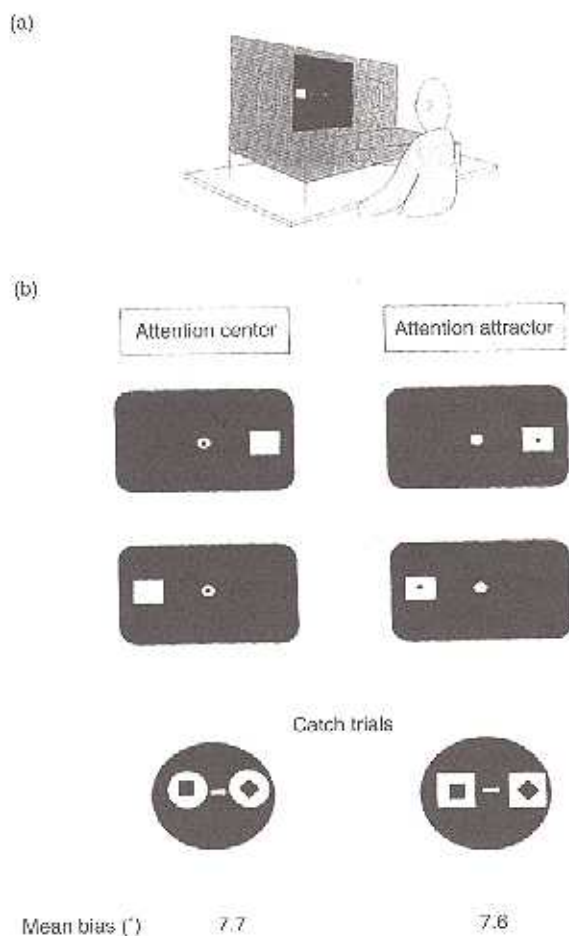 (a)
(b)
Attention center
Attention attractor
Catch trials
Mean bias (°) 7.7 7.6